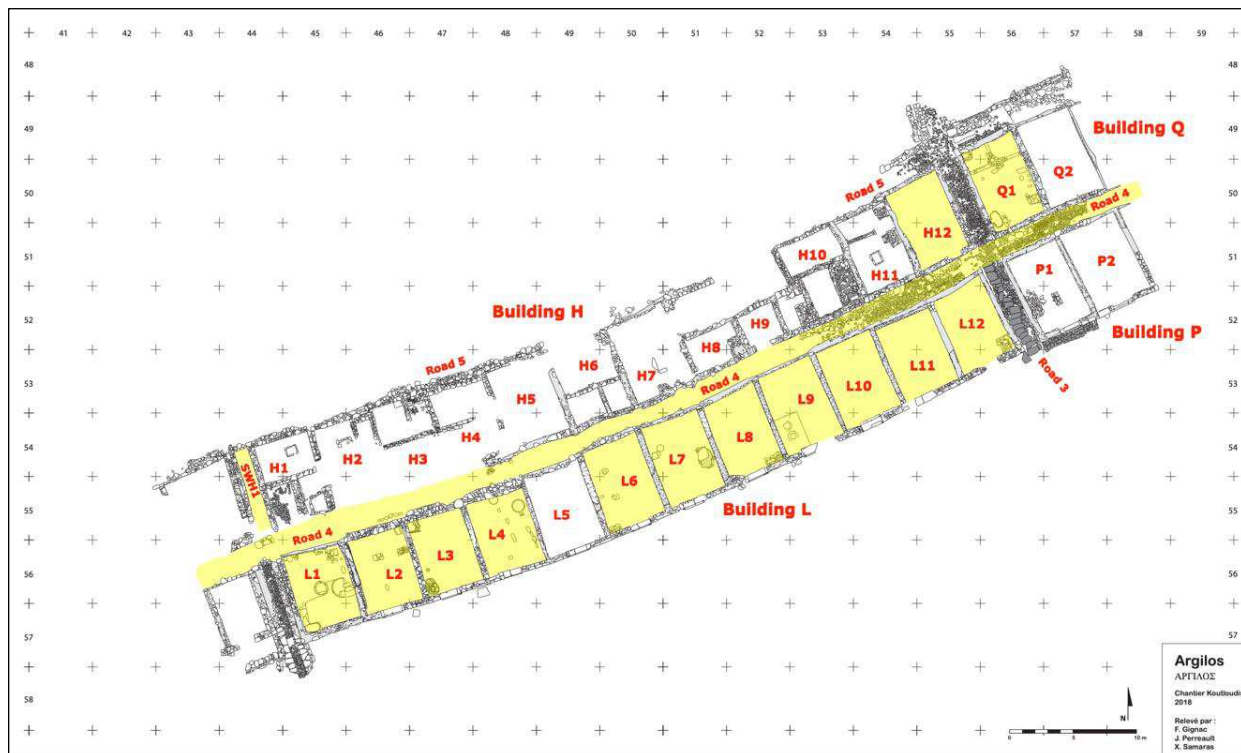 41 42 43 44 45 46 47 48 49 50 51 52 53 54 55 56 57 58 59
48 48
49 49
Building Q
50 50
Q2
Road 5
Q1
Road 4
H12
51 51
H10
H11
P1
P2
Building H
52 52
H9
L12
Building P
H8
H6
Road 5
H7
Road 4
L11
Road 3
53 53
H5
L10
L9
H4
54 54
H3
H2
H1
L8
L7
SWH1
L6
Building L
55 55
L5
Road 4
L4
L3
L2
L1
56 56
57 57
58
Argilos
ΑΡΓΙΛΟΣ
2018
Relevé par :
F. Gignac
J. Perreault
X. Samaras
N
0 5 10 m